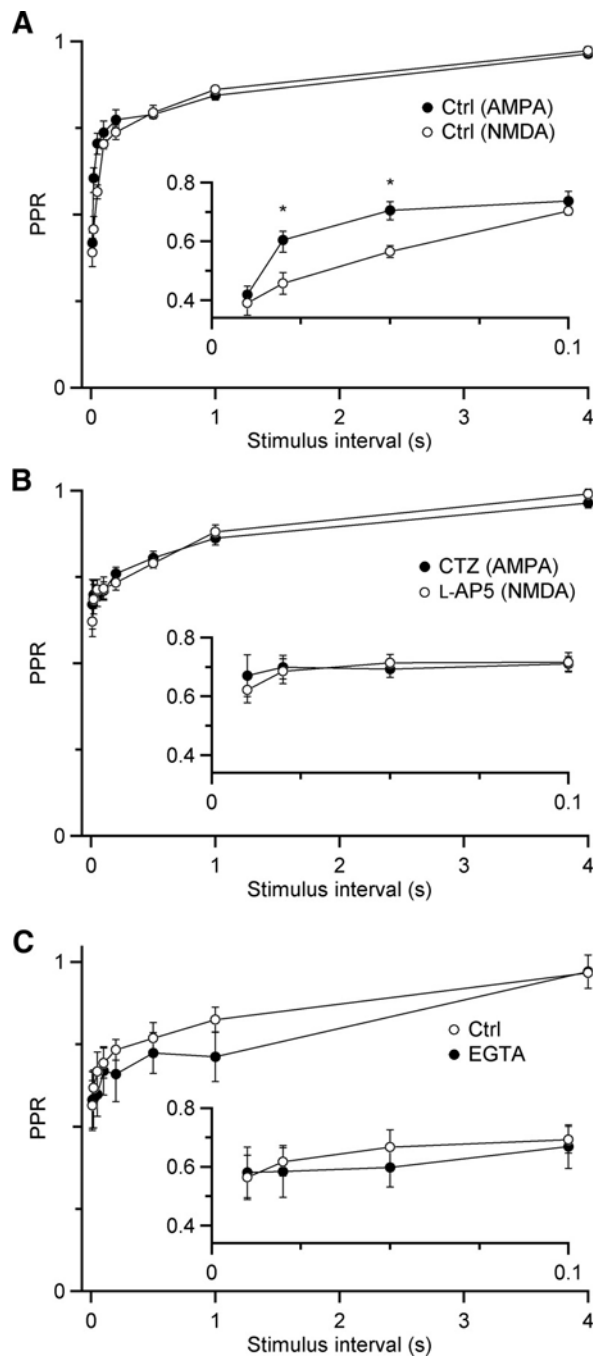 A
1
Ctrl (AMPA)
Ctrl (NMDA)
PPR
0.8
*
*
0.6
0.4
0
0.1
0
0
1
2
3
4
Stimulus interval (s)
B
1
CTZ (AMPA)
L-AP5 (NMDA)
PPR
0.8
0.6
0.4
0
0.1
0
0
1
2
3
4
Stimulus interval (s)
C
1
Ctrl
EGTA
PPR
0.8
0.6
0.4
0
0.1
0
0
1
2
3
4
Stimulus interval (s)